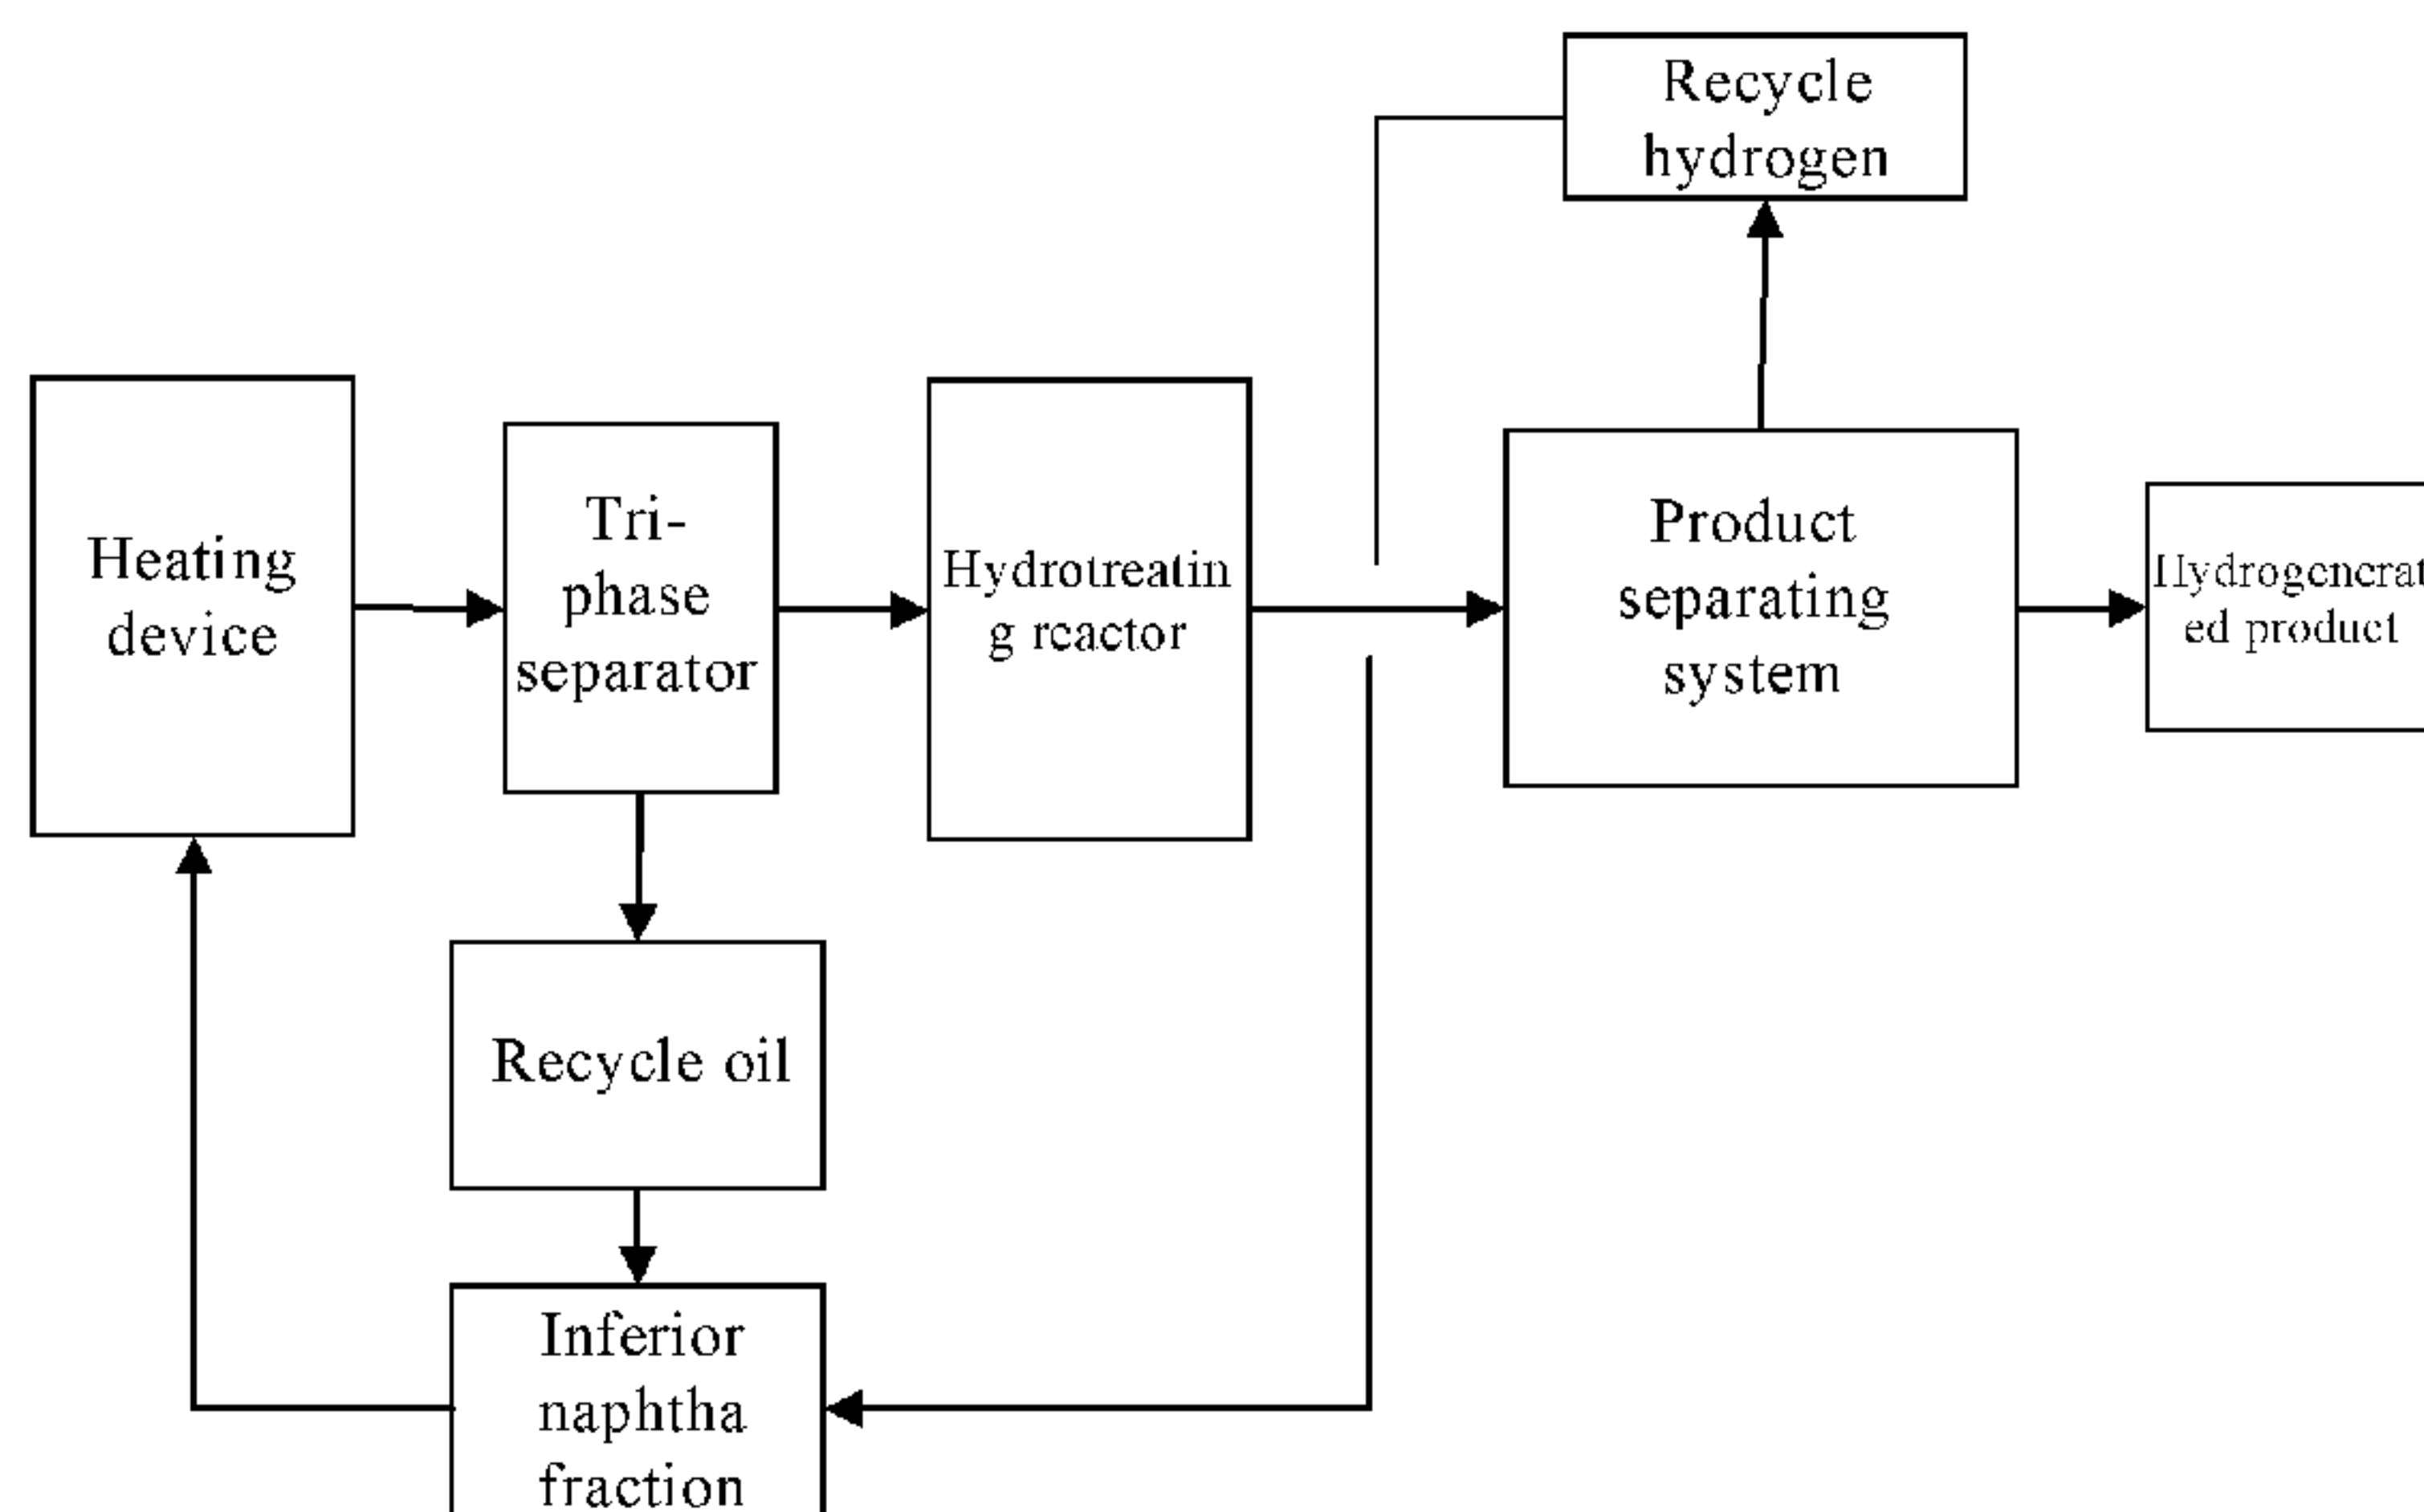 Recycle
hydrogen
Heating
device
Tri-
phase
separator
Hydrotreatin
g reactor
Product
separating
system
Hydrogenerat
ed product
Recycle oil
Inferior
naphtha
fraction